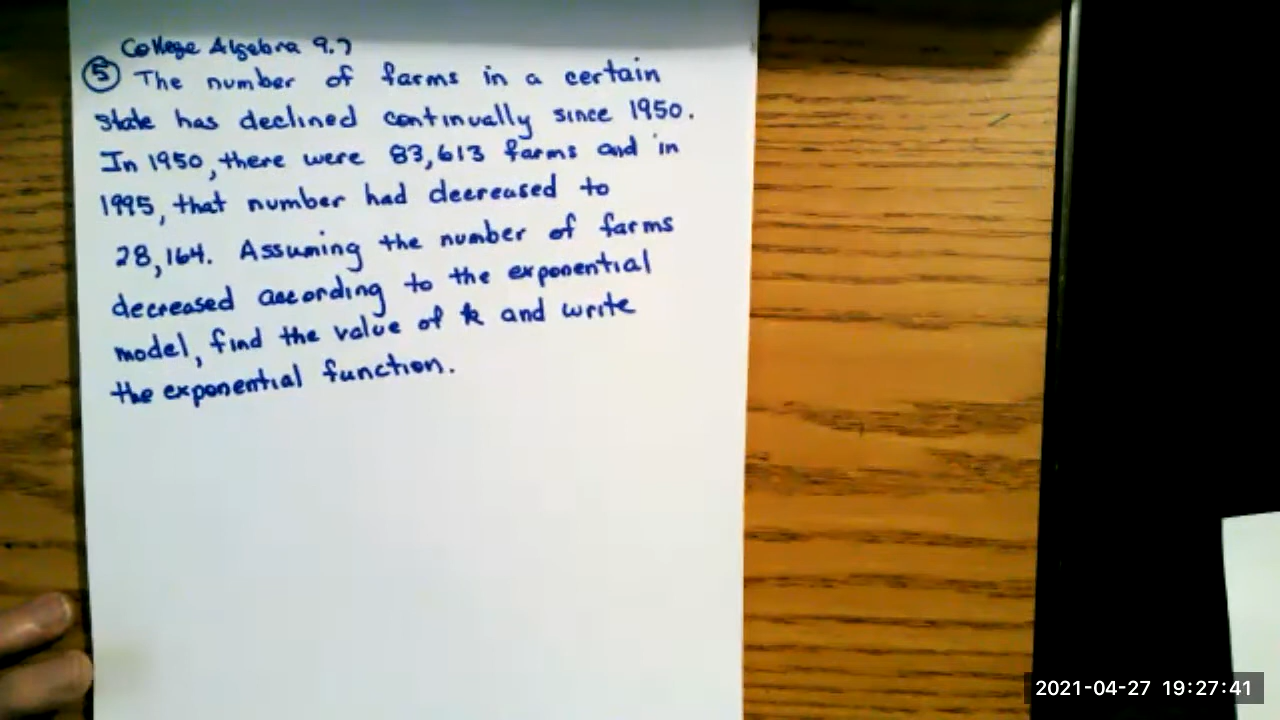 College Algebra 9.7
5 The number of farms in a certain
state has declined continually since 1950.
In 1950, there were 83,613 farms and in
1995, that number had decreased to
28,164. Assuming the number of farms
decreased according to the exponential
model, find the value of k and write
the exponential function.
2021-04-27 19:27:41